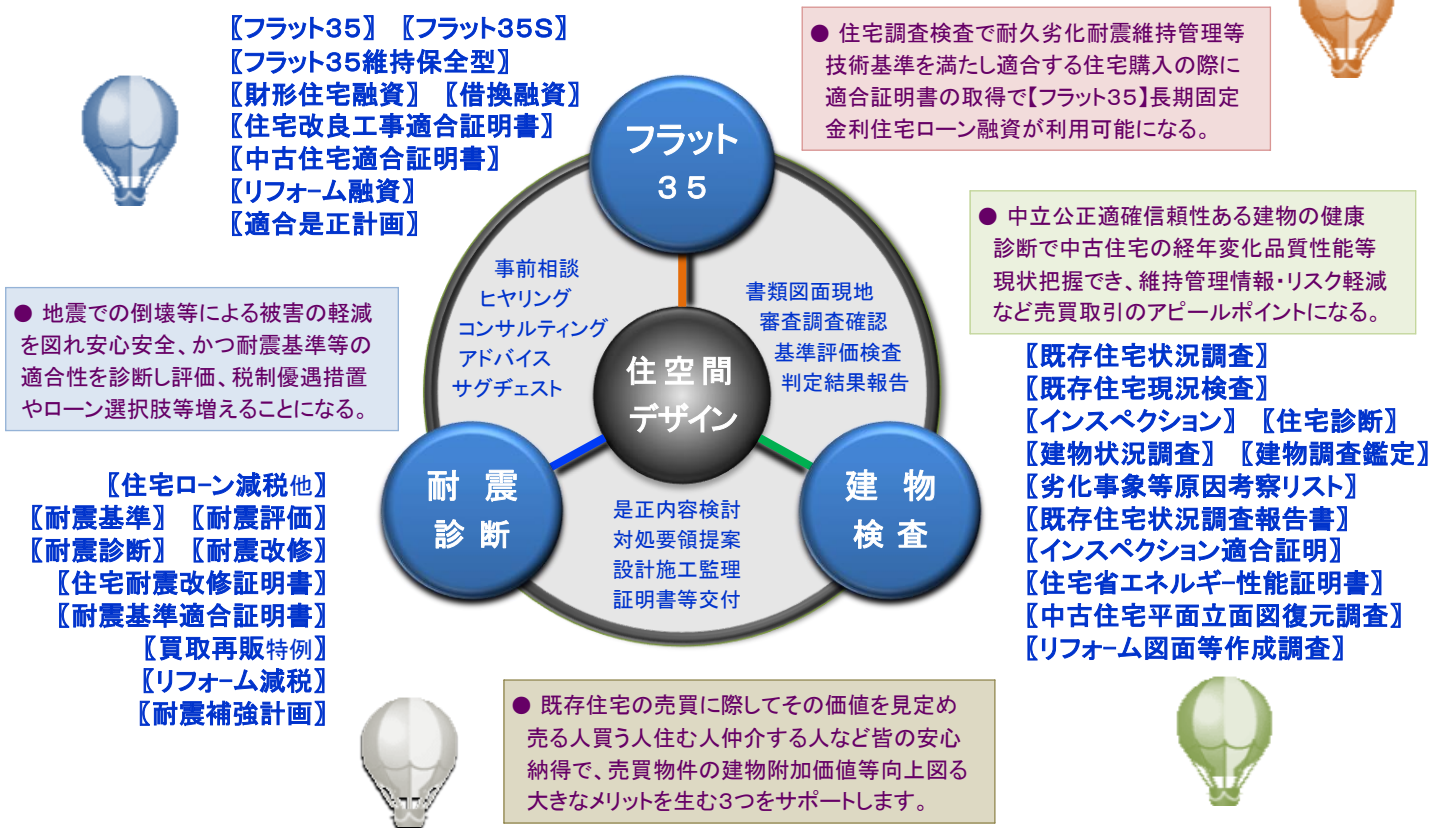 〖フラット35〗 〖フラット35S〗
〖フラット35維持保全型〗
〖財形住宅融資〗 〖借換融資〗
〖住宅改良工事適合証明書〗
〖中古住宅適合証明書〗
〖リフォーム融資〗
〖適合是正計画〗
● 住宅調査検査で耐久劣化耐震維持管理等
技術基準を満たし適合する住宅購入の際に
適合証明書の取得で【フラット35】長期固定
金利住宅ローン融資が利用可能になる。
フラット
35
● 中立公正適確信頼性ある建物の健康
診断で中古住宅の経年変化品質性能等
現状把握でき、維持管理情報・リスク軽減
など売買取引のアピールポイントになる。
事前相談
ヒヤリング
コンサルティング
アドバイス
サグヂェスト
書類図面現地
審査調査確認
基準評価検査
判定結果報告
● 地震での倒壊等による被害の軽減
を図れ安心安全、かつ耐震基準等の
適合性を診断し評価、税制優遇措置
やローン選択肢等増えることになる。
住空間
デザイン
〖既存住宅状況調査〗
〖既存住宅現況検査〗
〖インスペクション〗 〖住宅診断〗
〖建物状況調査〗 〖建物調査鑑定〗
〖劣化事象等原因考察リスト〗
〖既存住宅状況調査報告書〗
〖インスペクション適合証明〗
〖住宅省エネルギー性能証明書〗
〖中古住宅平面立面図復元調査〗
〖リフォーム図面等作成調査〗
耐震
診断
建物
検査
〖住宅ローン減税他〗
〖耐震基準〗 〖耐震評価〗
〖耐震診断〗 〖耐震改修〗
〖住宅耐震改修証明書〗
〖耐震基準適合証明書〗
〖買取再販特例〗
〖リフォーム減税〗
〖耐震補強計画〗
是正内容検討
対処要領提案
設計施工監理
証明書等交付
● 既存住宅の売買に際してその価値を見定め
売る人買う人住む人仲介する人など皆の安心
納得で、売買物件の建物附加価値等向上図る
大きなメリットを生む3つをサポートします。